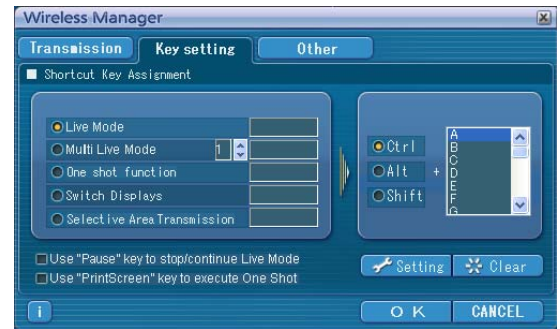 Wireless Manager
Transmission Key setting Other
Shortcut Key Assignment
Live Mode
Multi Live Mode 1
One shot function
Switch Displays
Selective Area Transmission
Ctrl
Alt +
Shift
A
B
C
D
E
F
G
Use "Pause" key to stop/continue Live Mode
Use "PrintScreen" key to execute One Shot
Setting Clear
i OK CANCEL